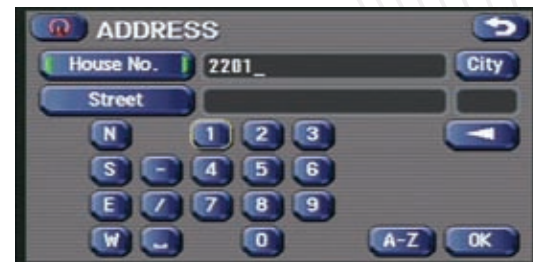 ADDRESS
House No. 2201_ City
Street
N 1 2 3
S - 4 5 6
E / 7 8 9
W ␣ 0 A-Z OK